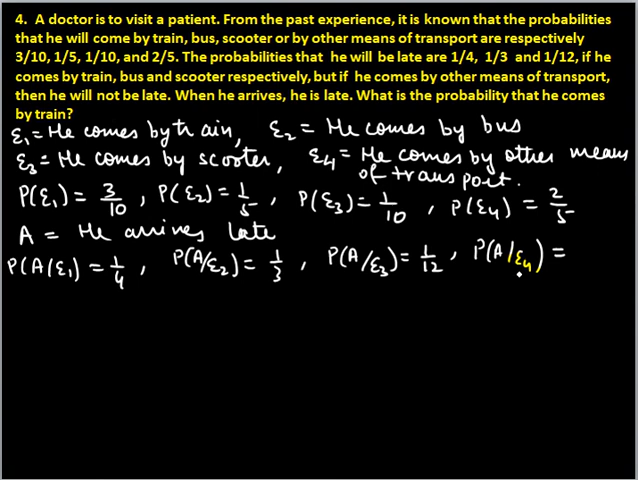 4. A doctor is to visit a patient. From the past experience, it is known that the probabilities
that he will come by train, bus, scooter or by other means of transport are respectively
3/10, 1/5, 1/10, and 2/5. The probabilities that he will be late are 1/4, 1/3 and 1/12, if he
comes by train, bus and scooter respectively, but if he comes by other means of transport,
then he will not be late. When he arrives, he is late. What is the probability that he comes
by train?
E₁ = He comes by train, E₂ = He comes by bus
E₃ = He comes by scooter, E₄ = He comes by other means
of transport.
P(E₁) = 3/10, P(E₂) = 1/5, P(E₃) = 1/10, P(E₄) = 2/5
A = He arrives late
P(A/E₁) = 1/4, P(A/E₂) = 1/3, P(A/E₃) = 1/12, P(A/E₄) =